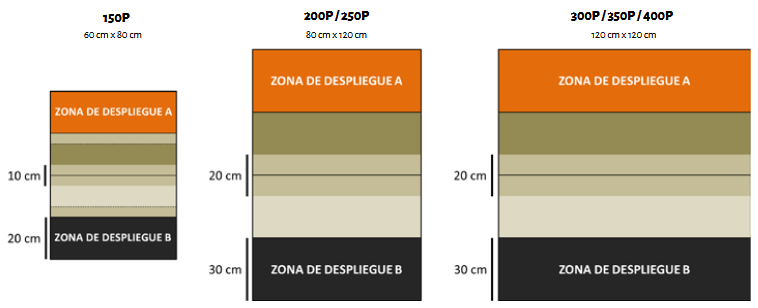 150P
60 cm x 80 cm
ZONA DE DESPLIEGUE A
10 cm
20 cm
ZONA DE DESPLIEGUE B
200P / 250P
80 cm x 120 cm
ZONA DE DESPLIEGUE A
20 cm
30 cm
ZONA DE DESPLIEGUE B
300P / 350P / 400P
120 cm x 120 cm
ZONA DE DESPLIEGUE A
20 cm
30 cm
ZONA DE DESPLIEGUE B